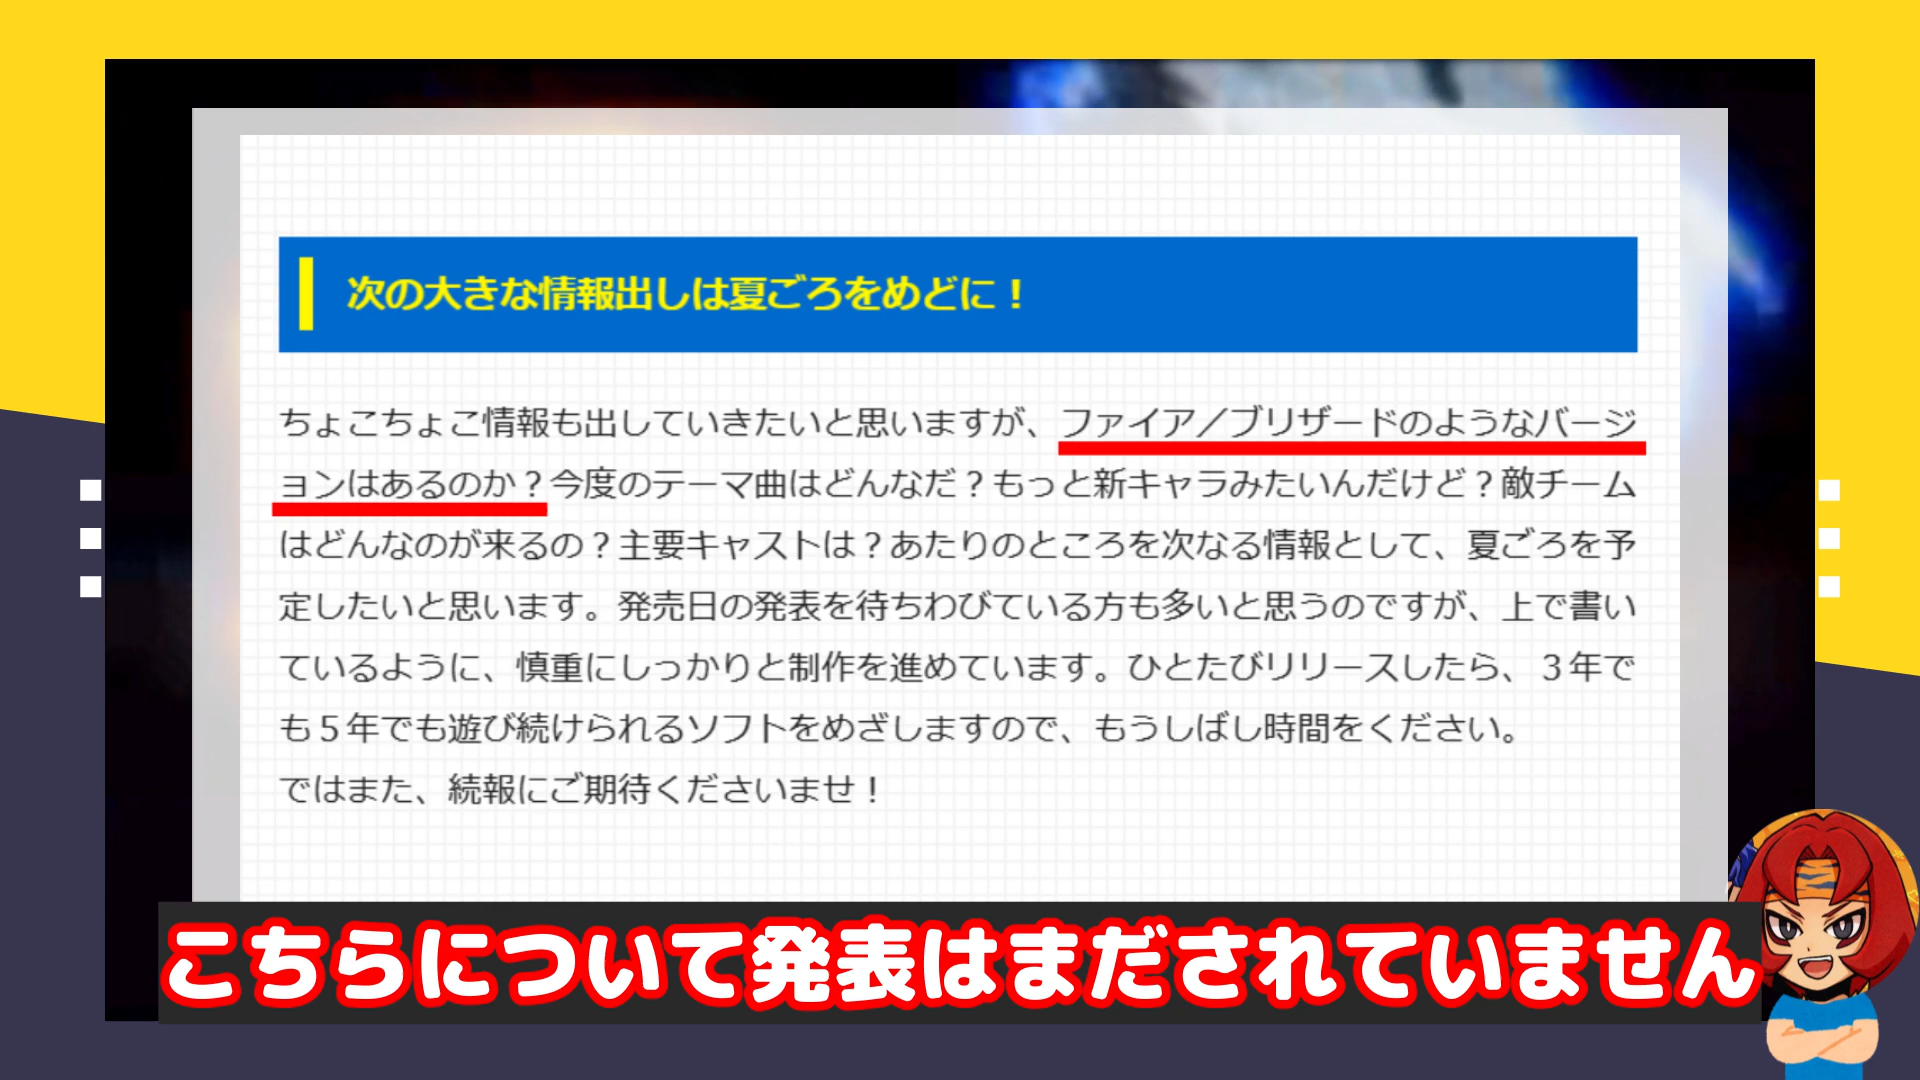 次の大きな情報出しは夏ごろをめどに！
ちょこちょこ情報も出していきたいと思いますが、ファイア／ブリザードのようなバージ
ョンはあるのか？今度のテーマ曲はどんなだ？もっと新キャラみたいんだけど？敵チーム
はどんなのが来るの？主要キャストは？あたりのところを次なる情報として、夏ごろを予
定したいと思います。発売日の発表を待ちわびている方も多いと思うのですが、上で書い
ているように、慎重にしっかりと制作を進めています。ひとたびリリースしたら、３年で
も５年でも遊び続けられるソフトをめざしますので、もうしばし時間をください。
ではまた、続報にご期待くださいませ！
こちらについて発表はまだされていません